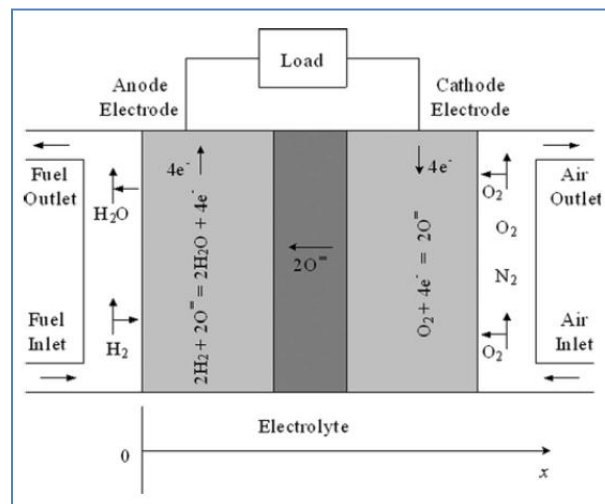 Load
Anode
Electrode
Cathode
Electrode
4e-
4e-
Fuel
Outlet
H2O
2H2 + 2O= = 2H2O + 4e-
2O=
O2 + 4e- = 2O=
O2
Air
Outlet
O2
N2
Fuel
Inlet
H2
O2
Air
Inlet
Electrolyte
0
x